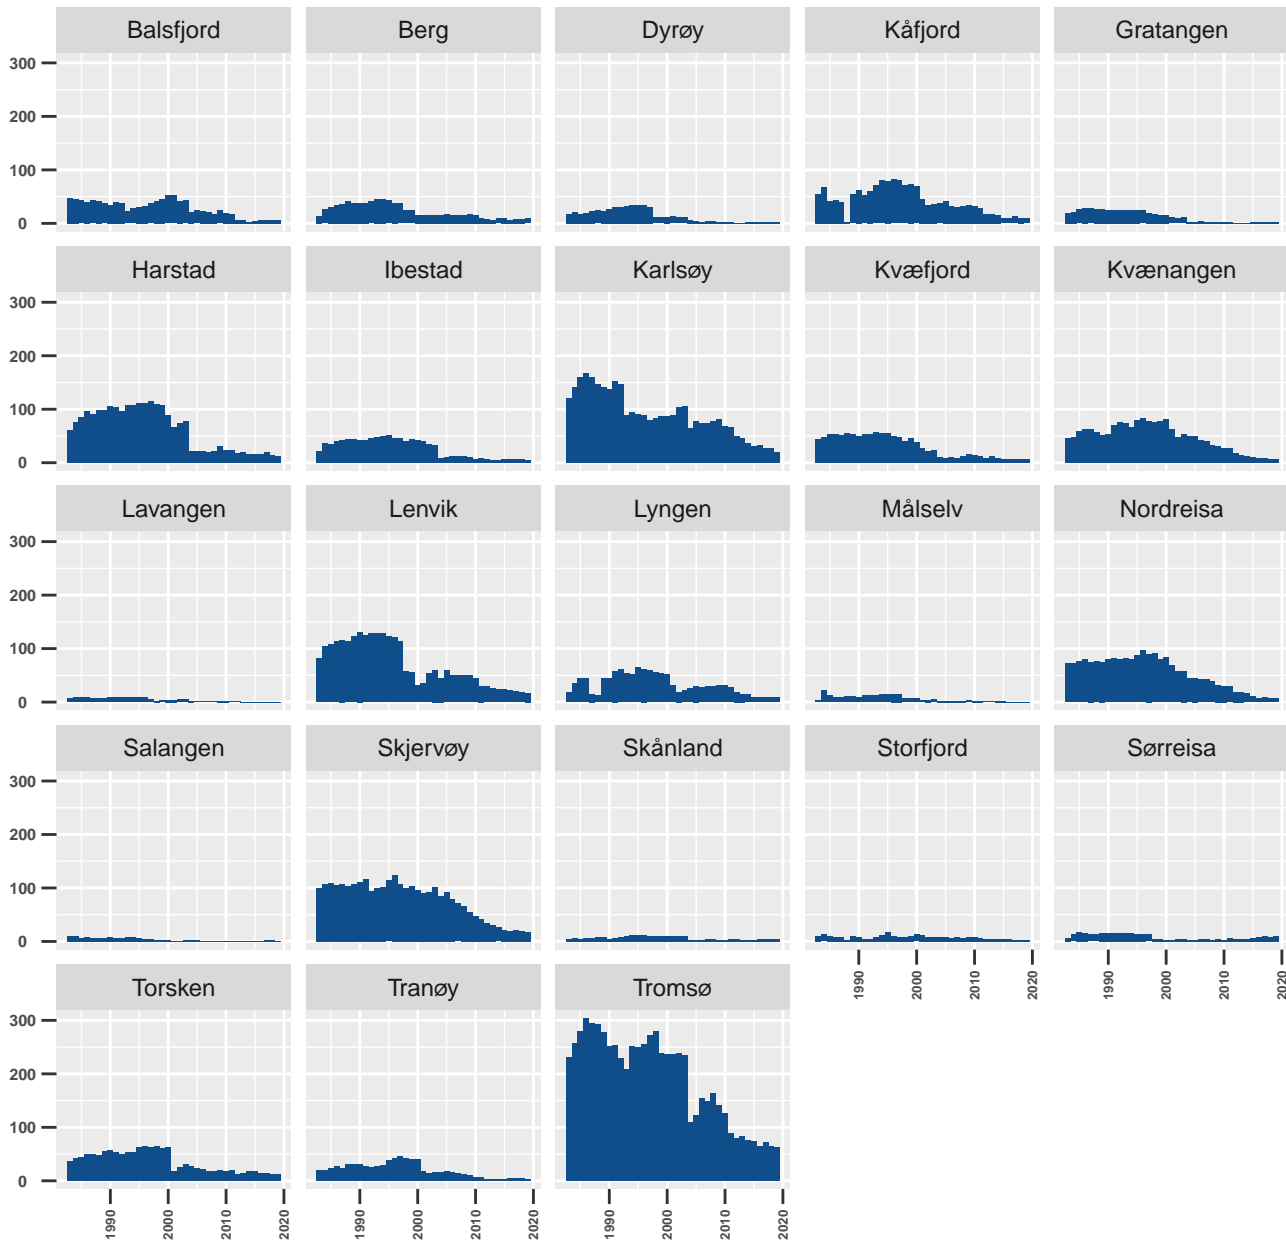 Balsfjord Berg Dyrøy Kåfjord Gratangen
300
200
100
0
Harstad Ibestad Karlsøy Kvæfjord Kvænangen
300
200
100
0
Lavangen Lenvik Lyngen Målselv Nordreisa
300
200
100
0
Salangen Skjervøy Skånland Storfjord Sørreisa
300
200
100
0
1990 2000 2010 2020 1990 2000 2010 2020
Torsken Tranøy Tromsø
300
200
100
0
1990 2000 2010 2020 1990 2000 2010 2020 1990 2000 2010 2020